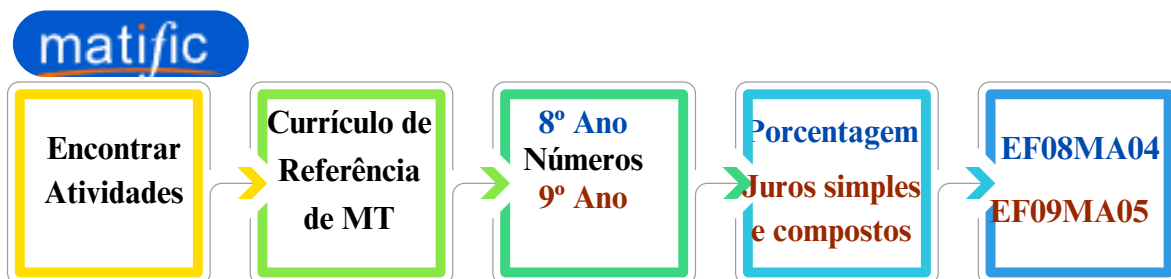 matific
Encontrar
Atividades
Currículo de
Referência
de MT
8º Ano
Números
9º Ano
Porcentagem
Juros simples
e compostos
EF08MA04
EF09MA05